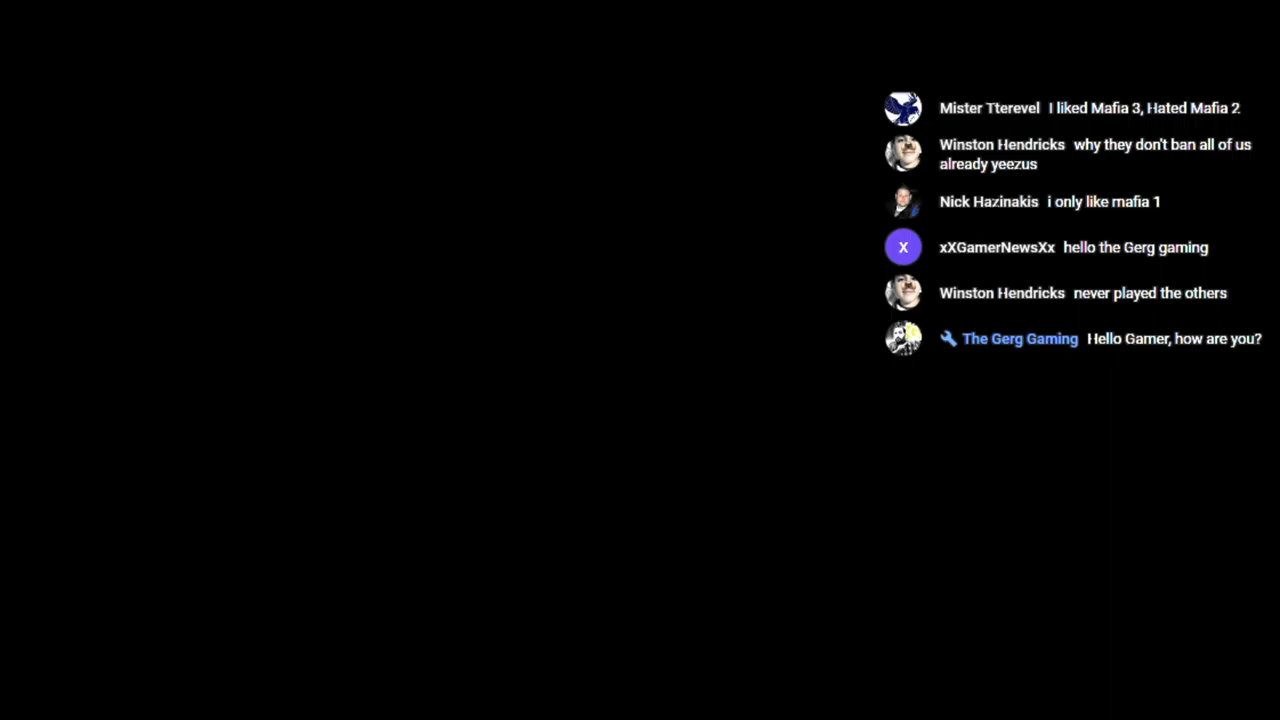 Mister Tterevel I liked Mafia 3, Hated Mafia 2
Winston Hendricks why they don't ban all of us
already yeezus
Nick Hazinakis i only like mafia 1
X xXGamerNewsXx hello the Gerg gaming
Winston Hendricks never played the others
The Gerg Gaming Hello Gamer, how are you?